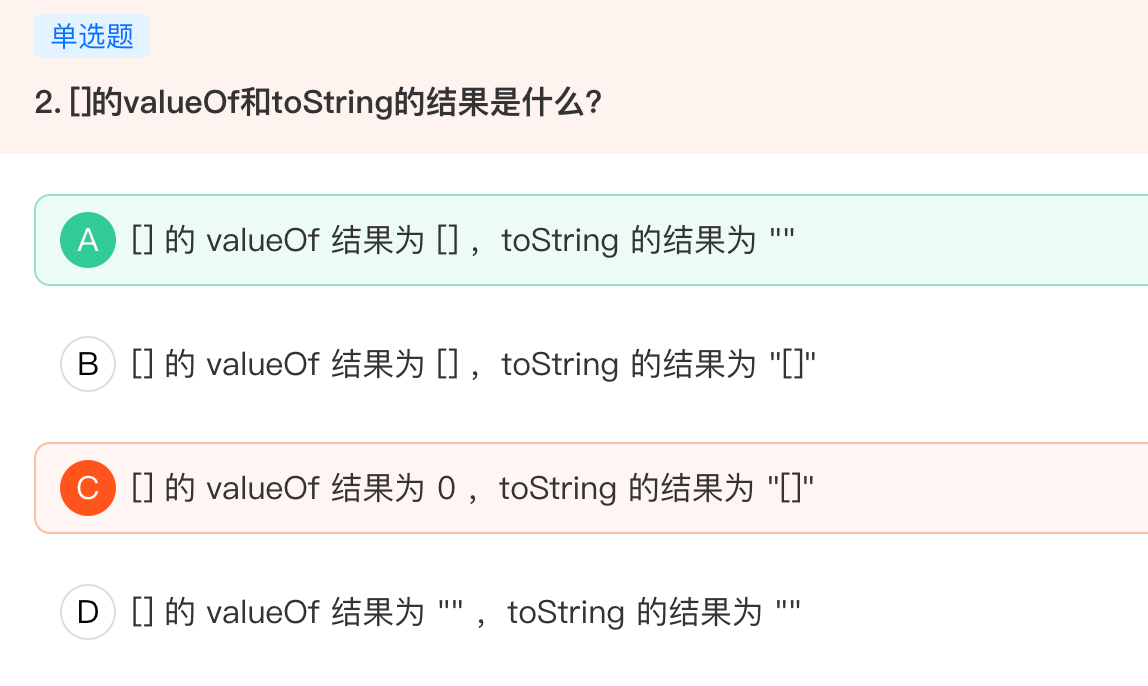 单选题
2. []的valueOf和toString的结果是什么?
A [] 的 valueOf 结果为 [] ，toString 的结果为 ""
B [] 的 valueOf 结果为 [] ，toString 的结果为 "[]"
C [] 的 valueOf 结果为 0 ，toString 的结果为 "[]"
D [] 的 valueOf 结果为 "" ，toString 的结果为 ""